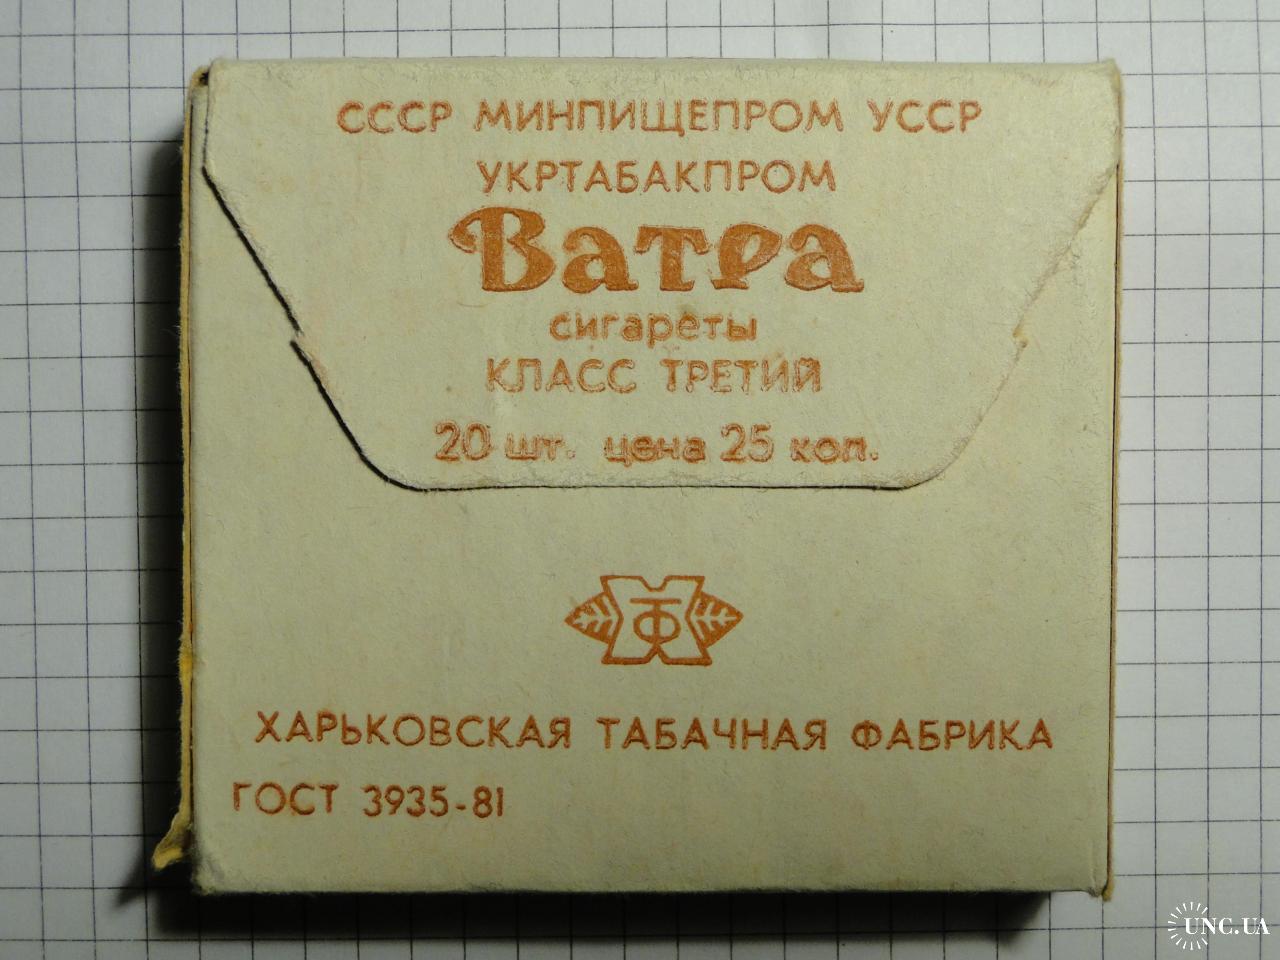 СССР МИНПИЩЕПРОМ УССР
УКРТАБАКПРОМ
Ватра
сигареты
КЛАСС ТРЕТИЙ
20 шт. цена 25 коп.
ХТФ
ХАРЬКОВСКАЯ ТАБАЧНАЯ ФАБРИКА
ГОСТ 3935-81
UNC.UA